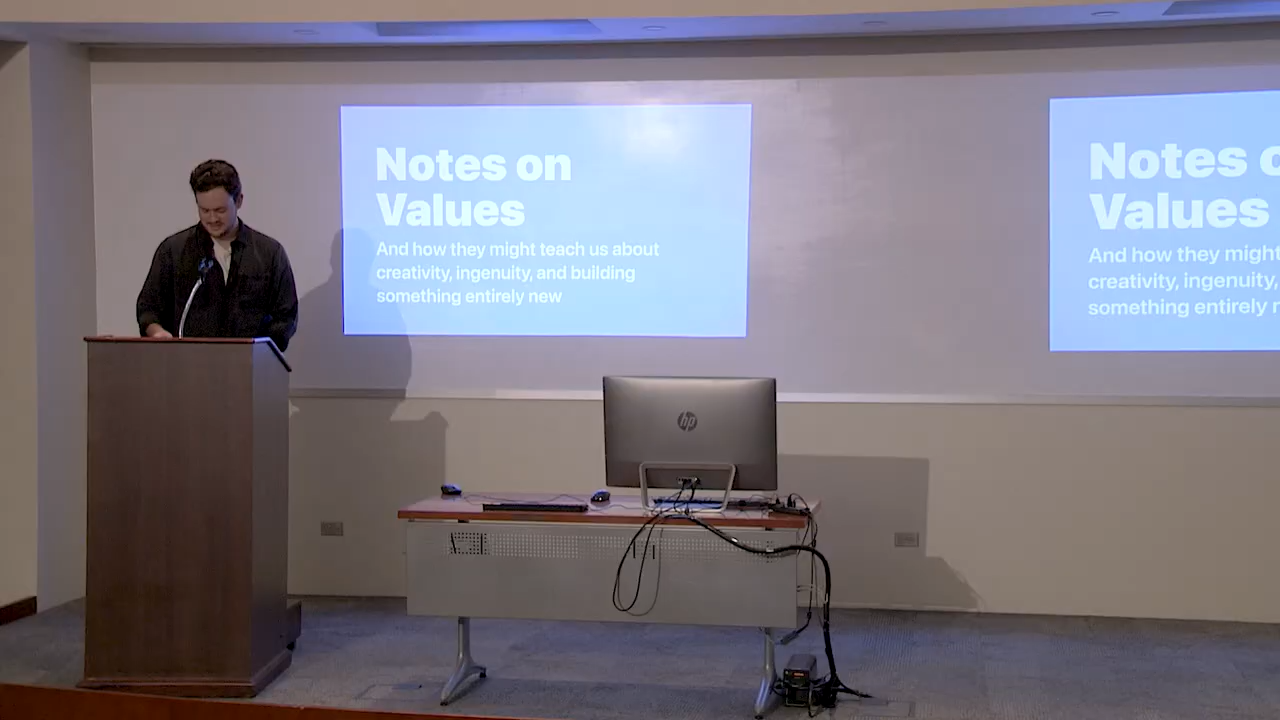 Notes on
Values
And how they might teach us about
creativity, ingenuity, and building
something entirely new
Notes
Values
And how they might
creativity, ingenuity,
something entirely
hp